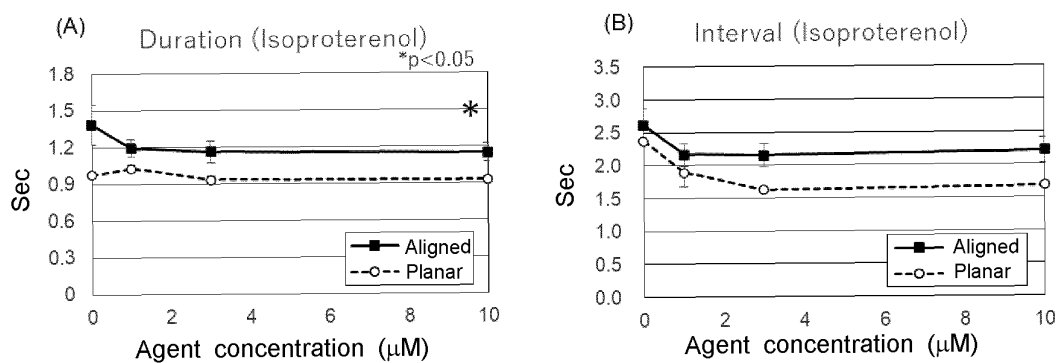 (A)
Duration (Isoproterenol)
*p<0.05
1.8
1.5
1.2
0.9
0.6
0.3
0
Sec
*
Aligned
Planar
0 2 4 6 8 10
Agent concentration (μM)
(B)
Interval (Isoproterenol)
3.5
3.0
2.5
2.0
1.5
1.0
0.5
0.0
Sec
Aligned
Planar
0 2 4 6 8 10
Agent concentration (μM)